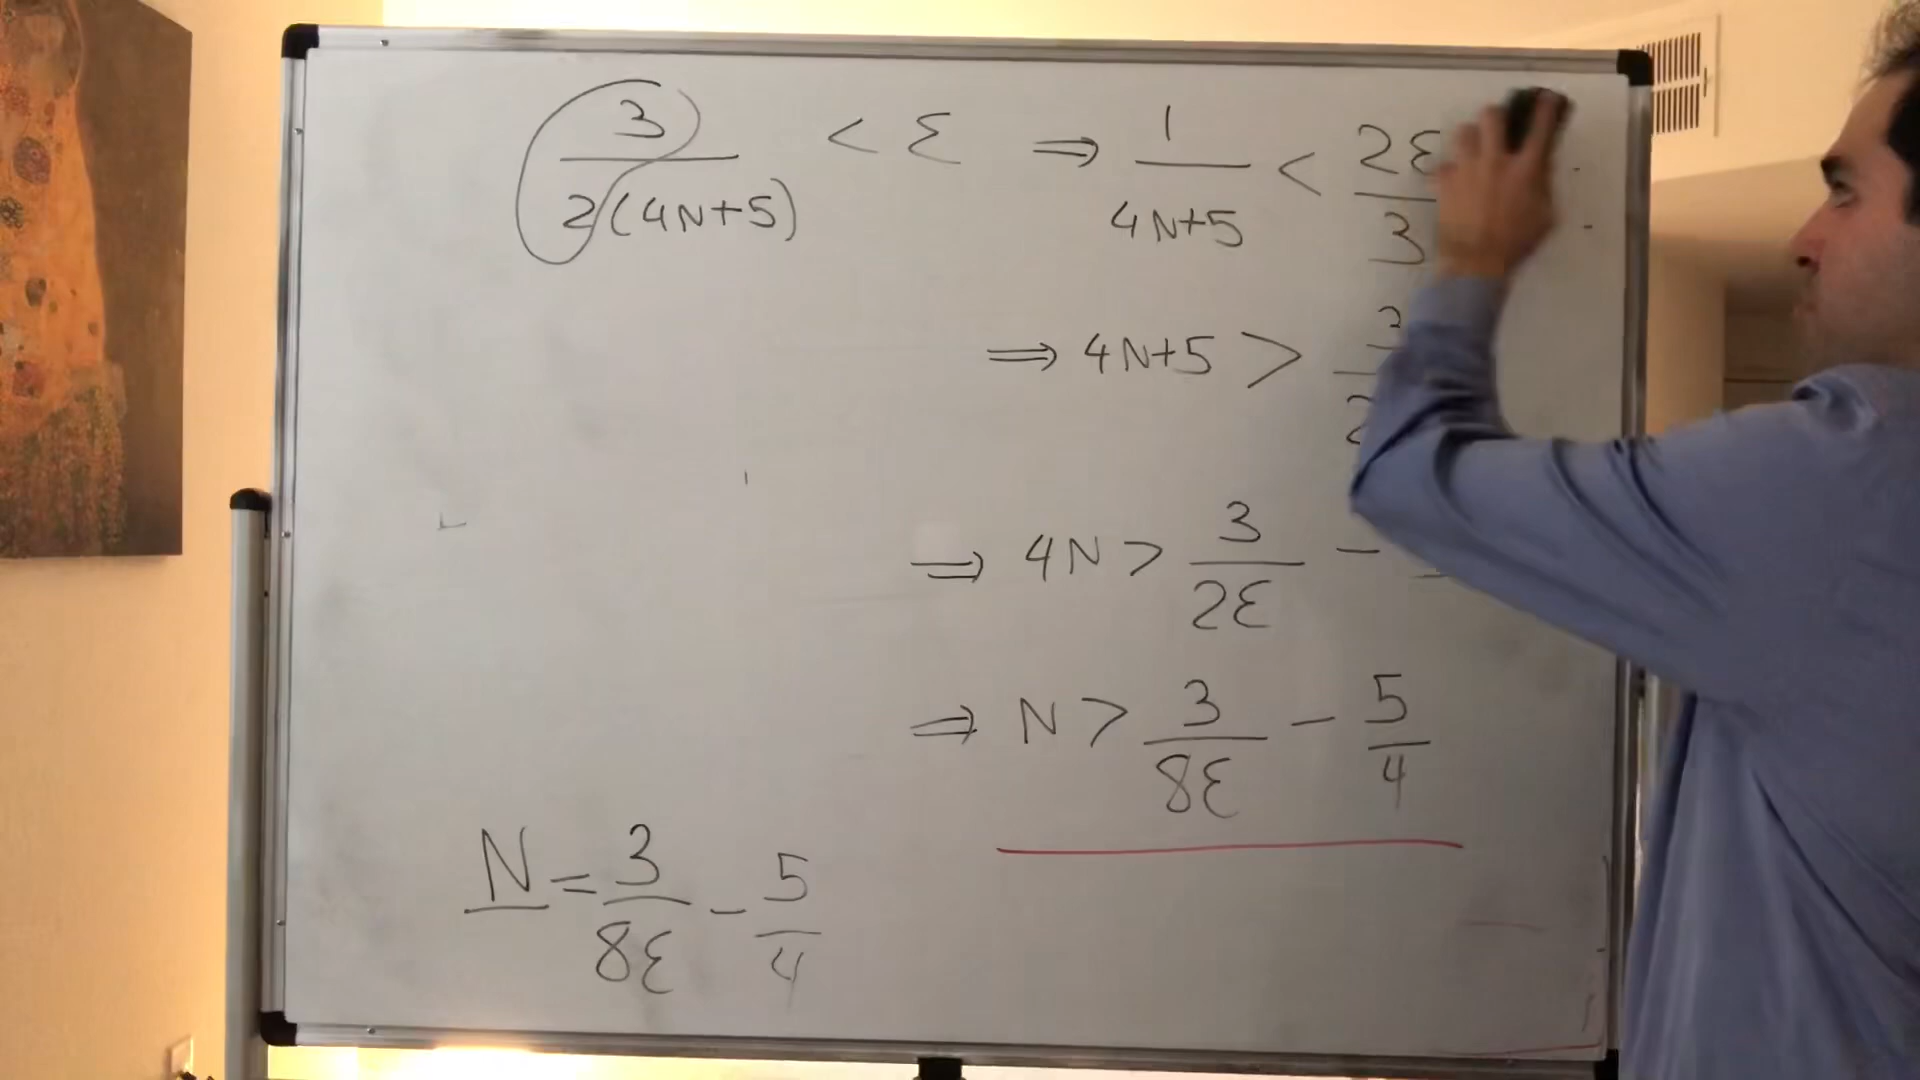 3/2(4N+5) < ε ⇒ 1/4N+5 < 2ε/3
⇒ 4N+5 >
⇒ 4N > 3/2ε −
⇒ N > 3/8ε − 5/4
N = 3/8ε − 5/4